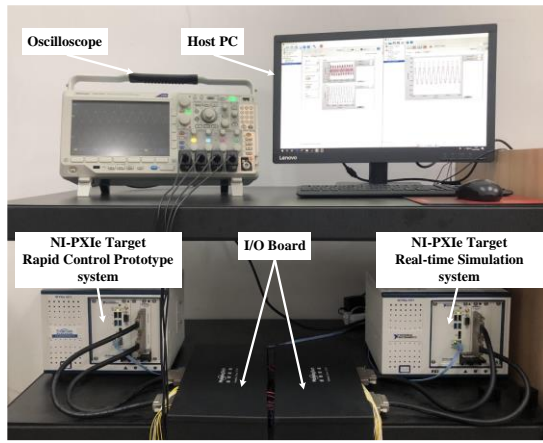 Oscilloscope
Host PC
Lenovo
NI-PXIe Target
Rapid Control Prototype
system
I/O Board
NI-PXIe Target
Real-time Simulation
system